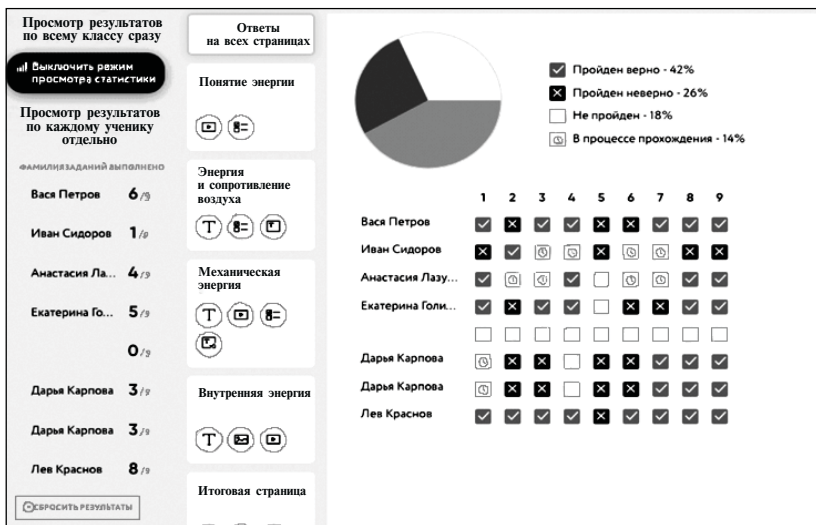 Просмотр результатов
по всему классу сразу
Выключить режим
просмотра статистики
Просмотр результатов
по каждому ученику
отдельно
ФАМИЛИЯ ЗАДАНИЙ ВЫПОЛНЕНО
Вася Петров 6/9
Иван Сидоров 1/9
Анастасия Ла... 4/9
Екатерина Го... 5/9
0/9
Дарья Карпова 3/9
Дарья Карпова 3/9
Лев Краснов 8/9
СБРОСИТЬ РЕЗУЛЬТАТЫ
Ответы
на всех страницах
Понятие энергии
Энергия
и сопротивление
воздуха
Механическая
энергия
Внутренняя энергия
Итоговая страница
Пройден верно - 42%
Пройден неверно - 26%
Не пройден - 18%
В процессе прохождения - 14%
1 2 3 4 5 6 7 8 9
Вася Петров
Иван Сидоров
Анастасия Лазу...
Екатерина Голи...
Дарья Карпова
Дарья Карпова
Лев Краснов